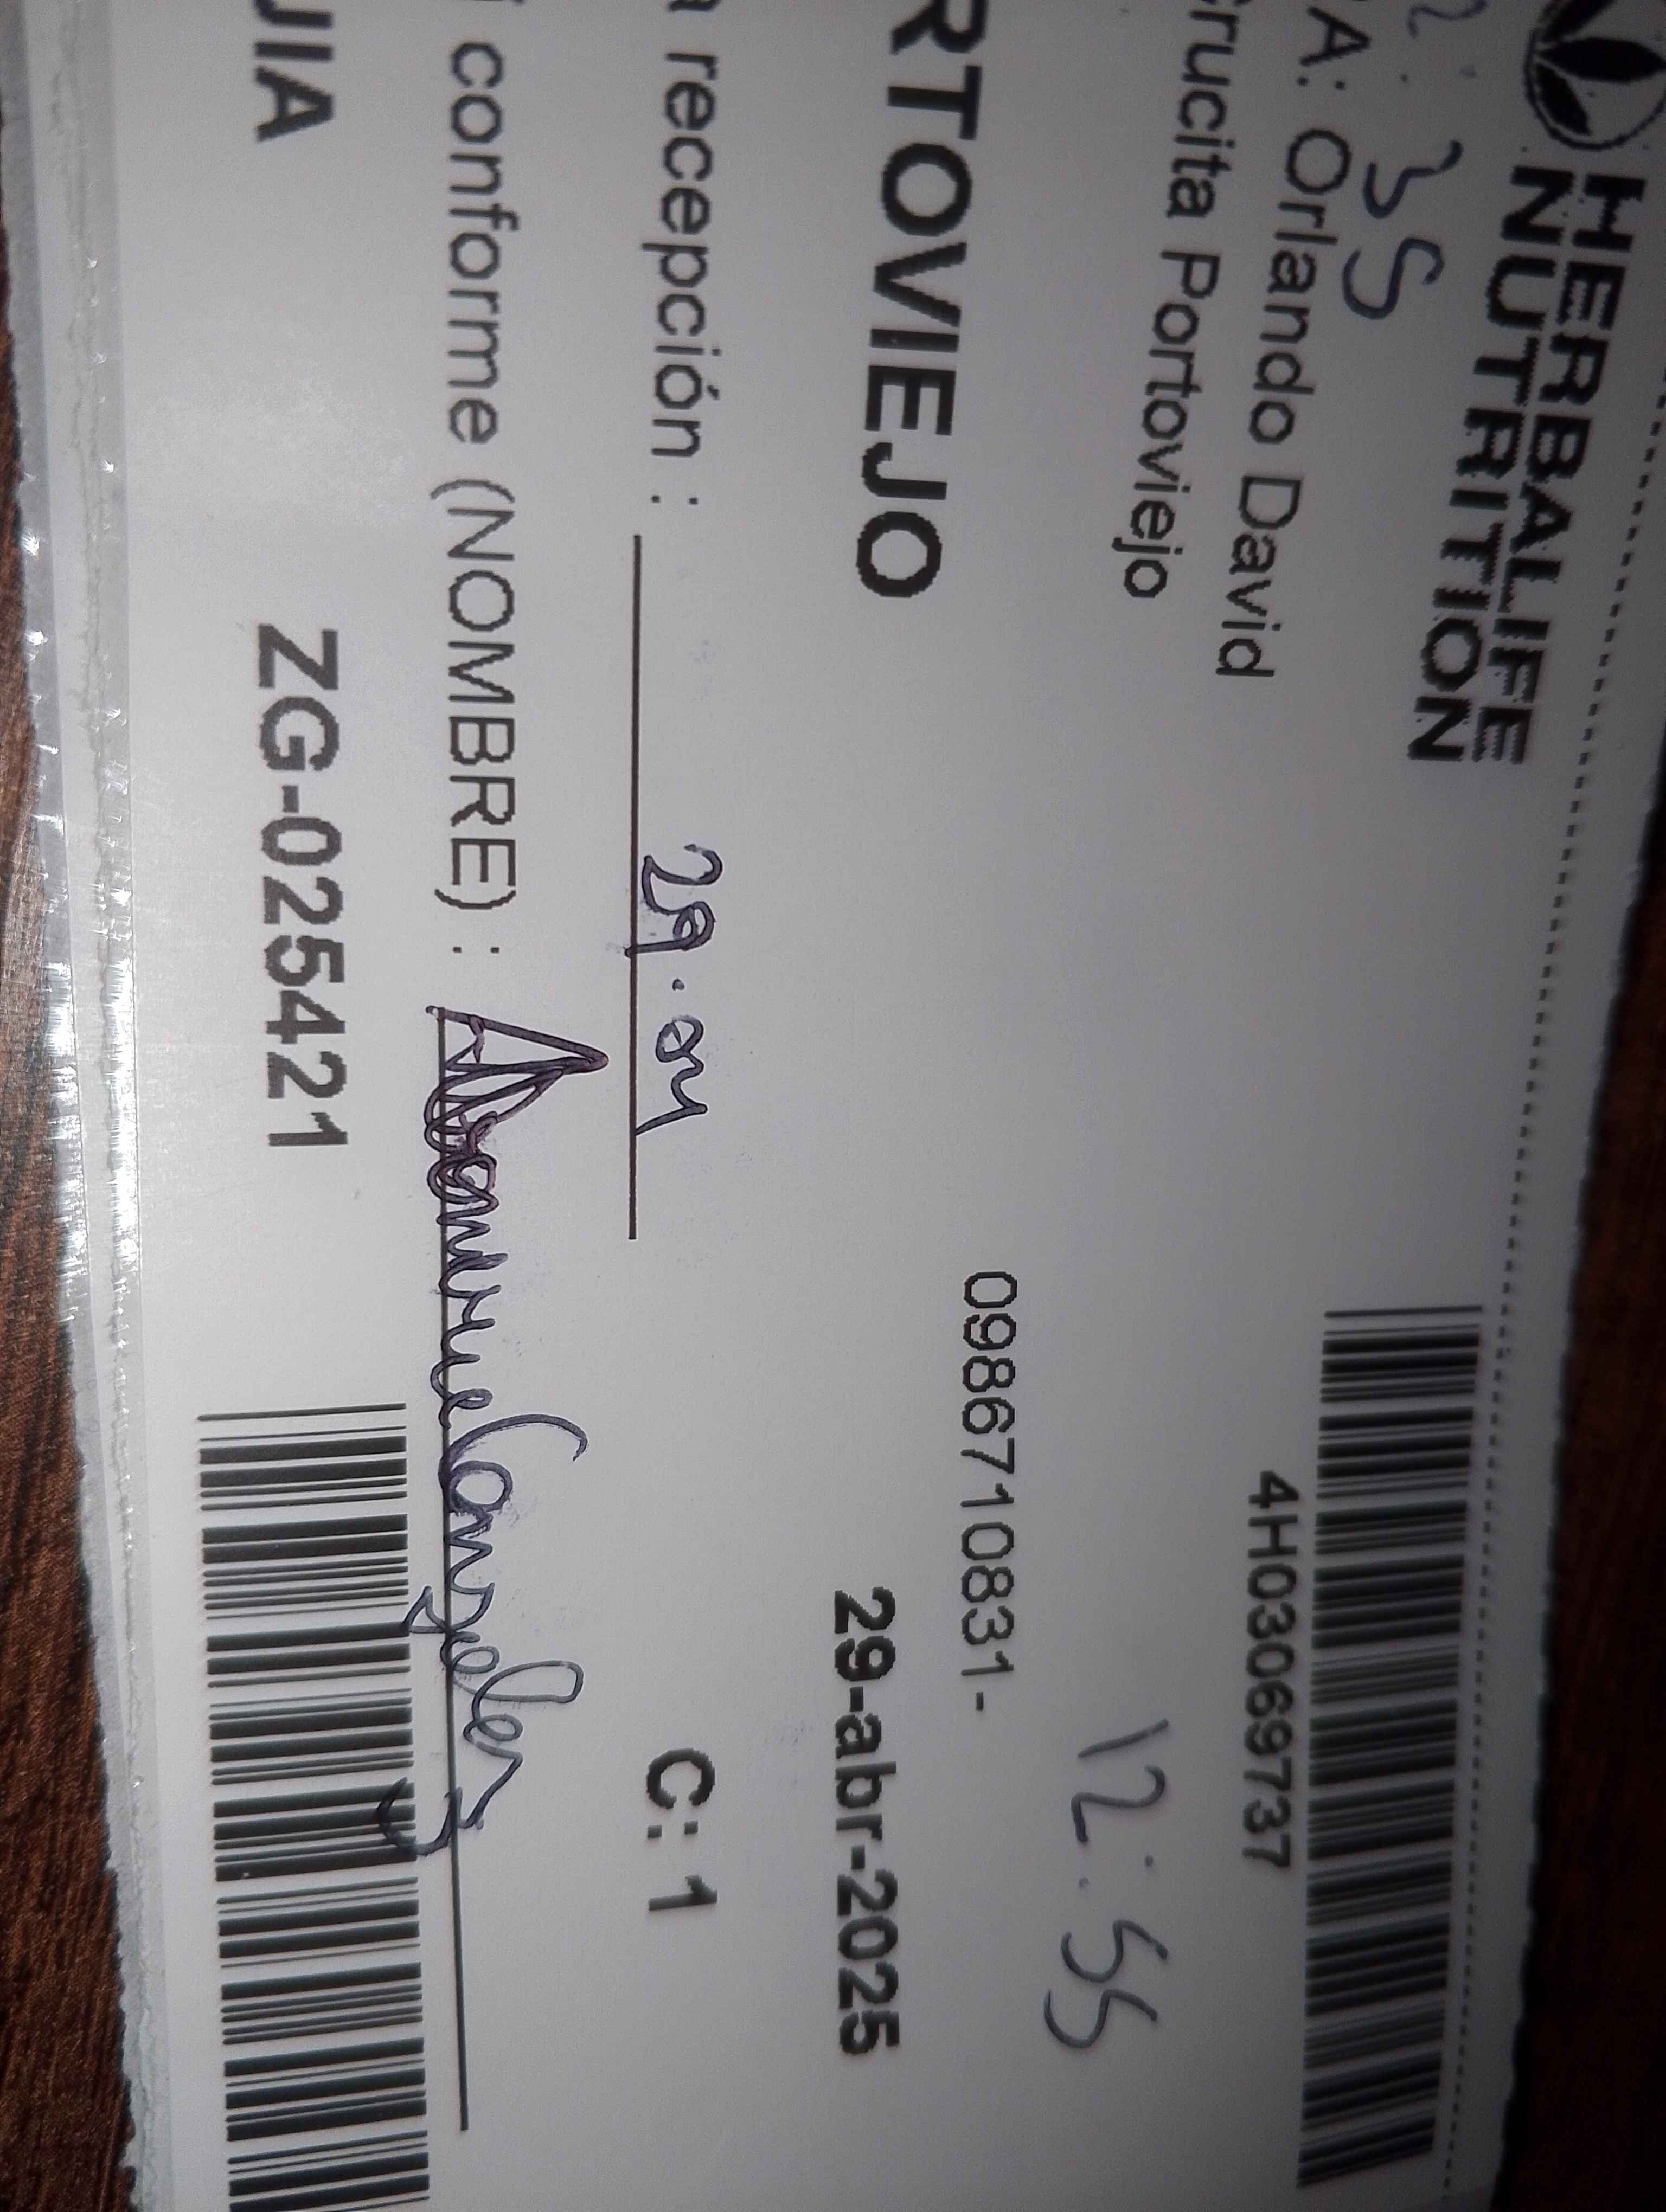 HERBALIFE
NUTRITION
35
4H03069737
A: Orlando David
12:55
rucita Portoviejo
0986710831-
RTOVIEJO
29-abr-2025
recepción : 29.04
C: 1
conforme (NOMBRE) :
JIA
ZG-025421